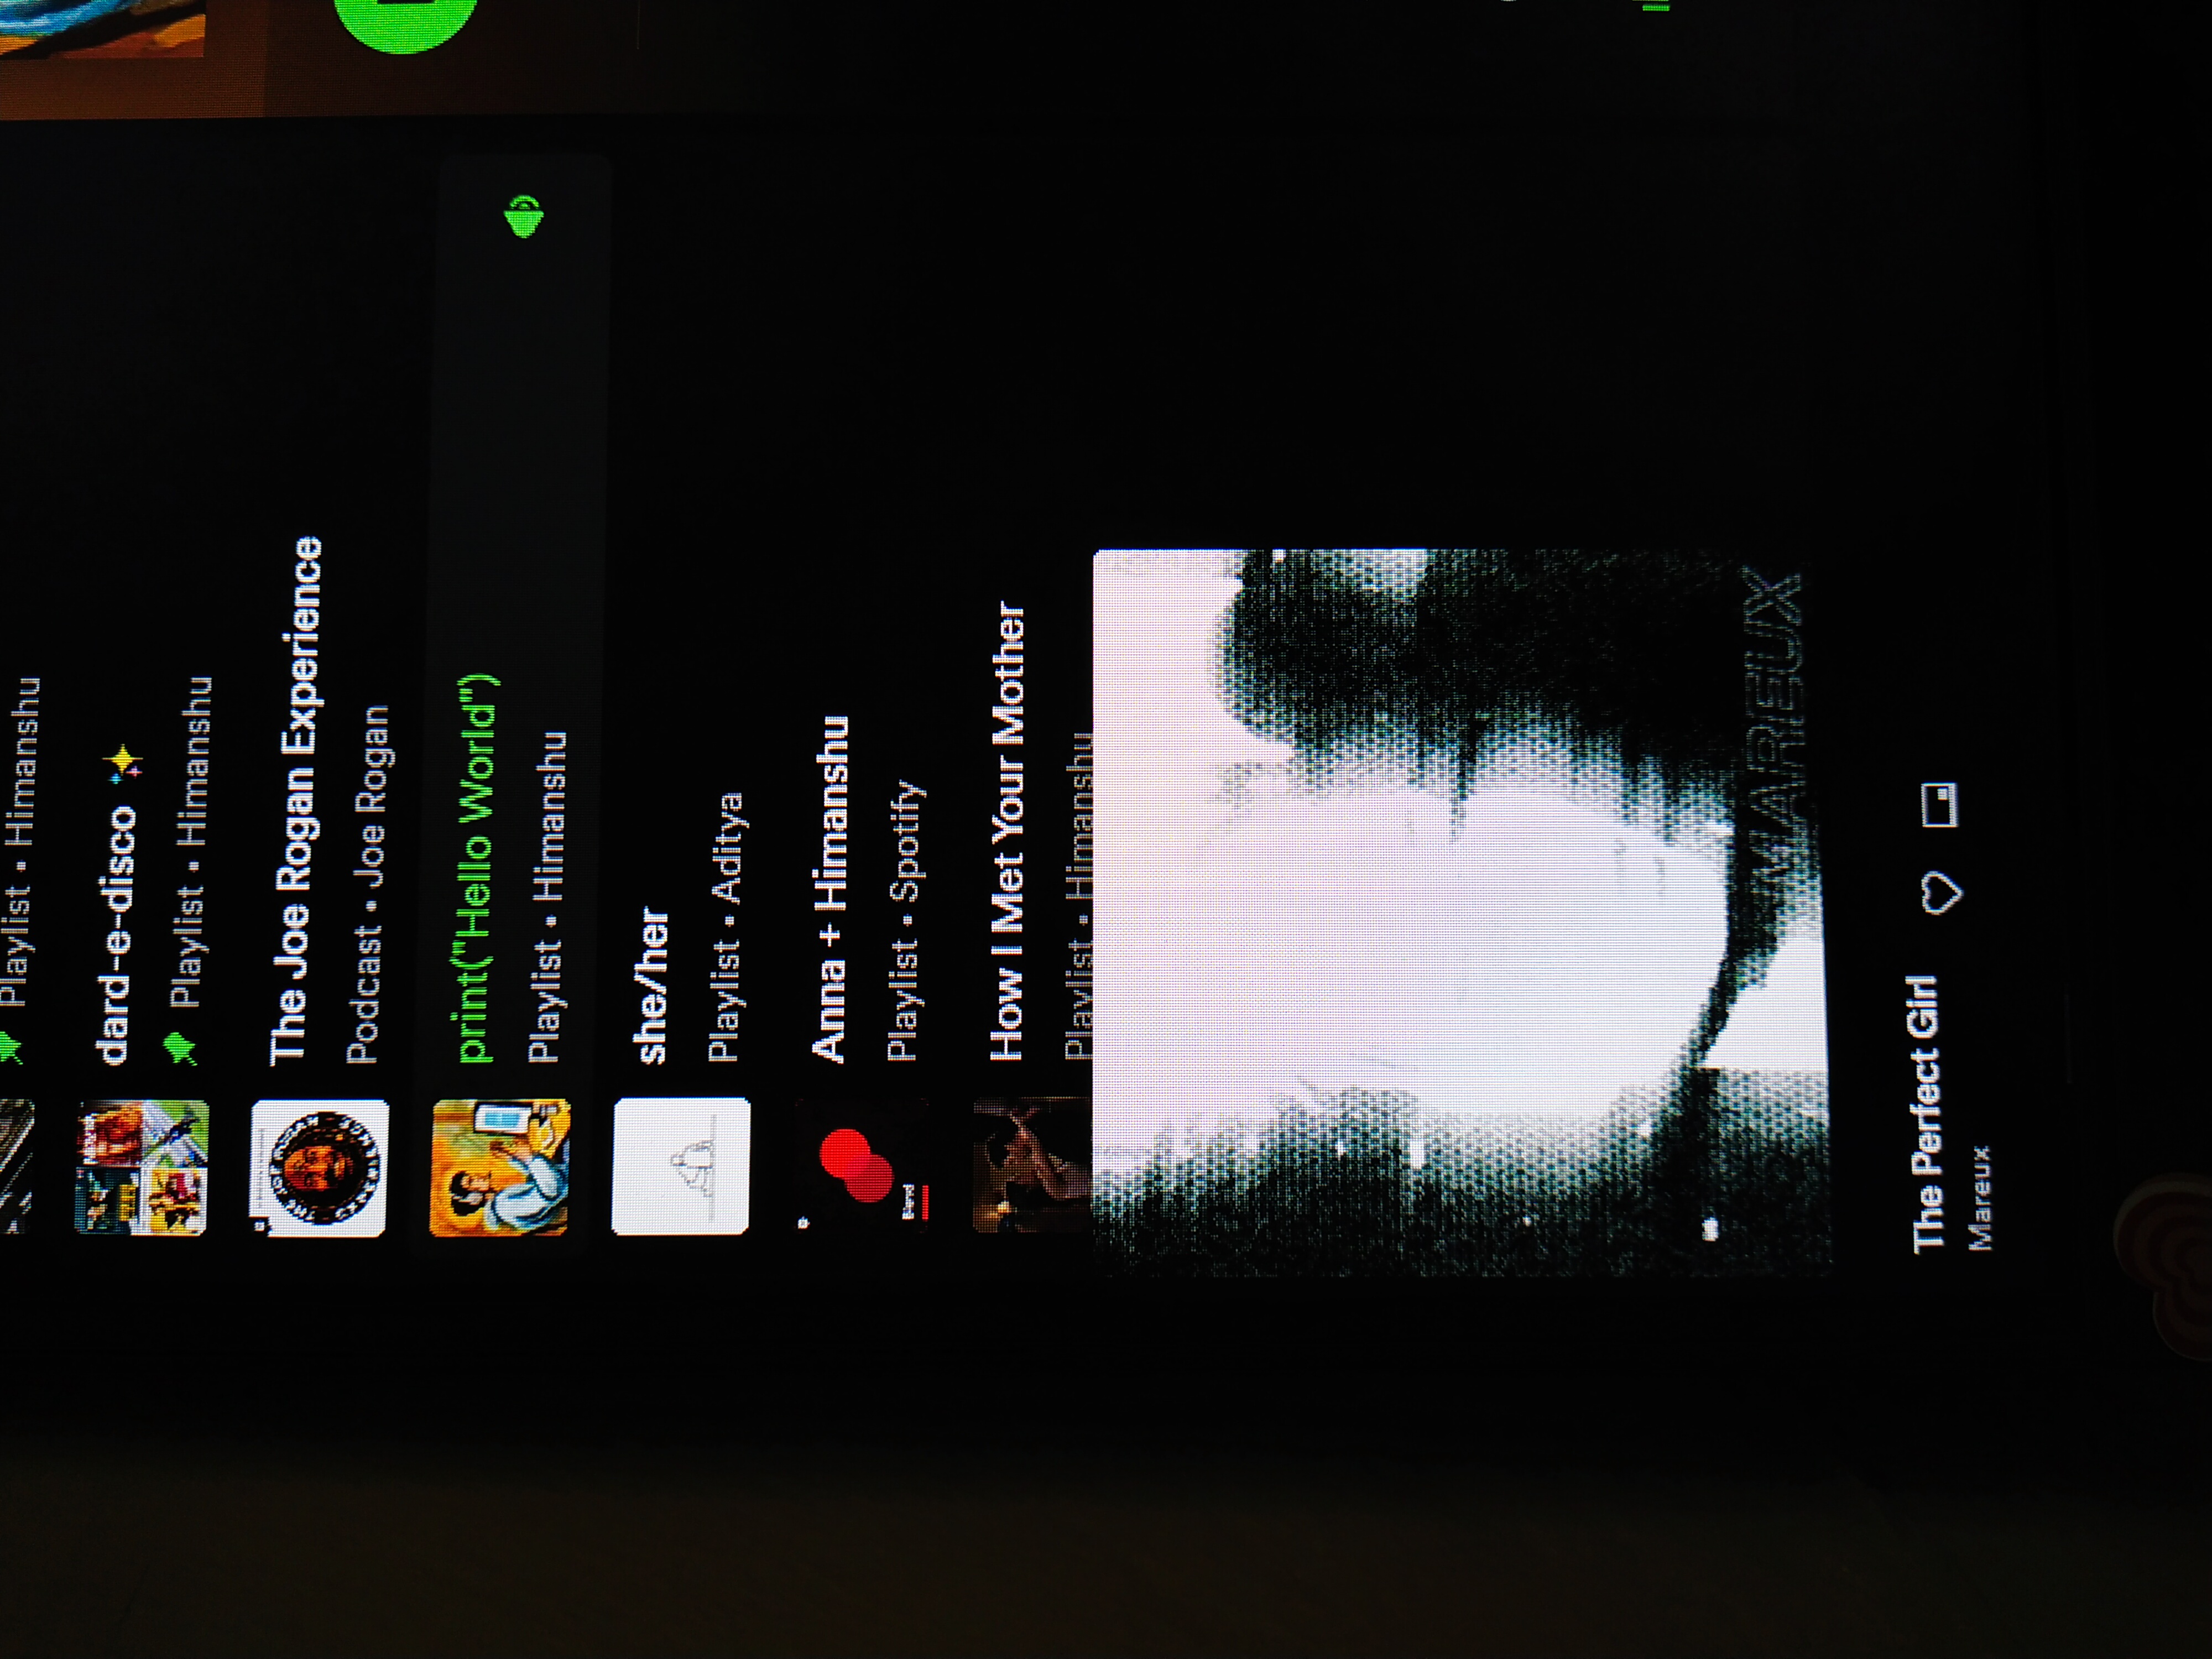 Playlist • Himanshu
dard-e-disco ✨
Playlist • Himanshu
The Joe Rogan Experience
Podcast • Joe Rogan
print("Hello World")
Playlist • Himanshu
she/her
Playlist • Aditya
Anna + Himanshu
Playlist • Spotify
Blend
How I Met Your Mother
Playlist • Himanshu
MAREUX
The Perfect Girl
Mareux